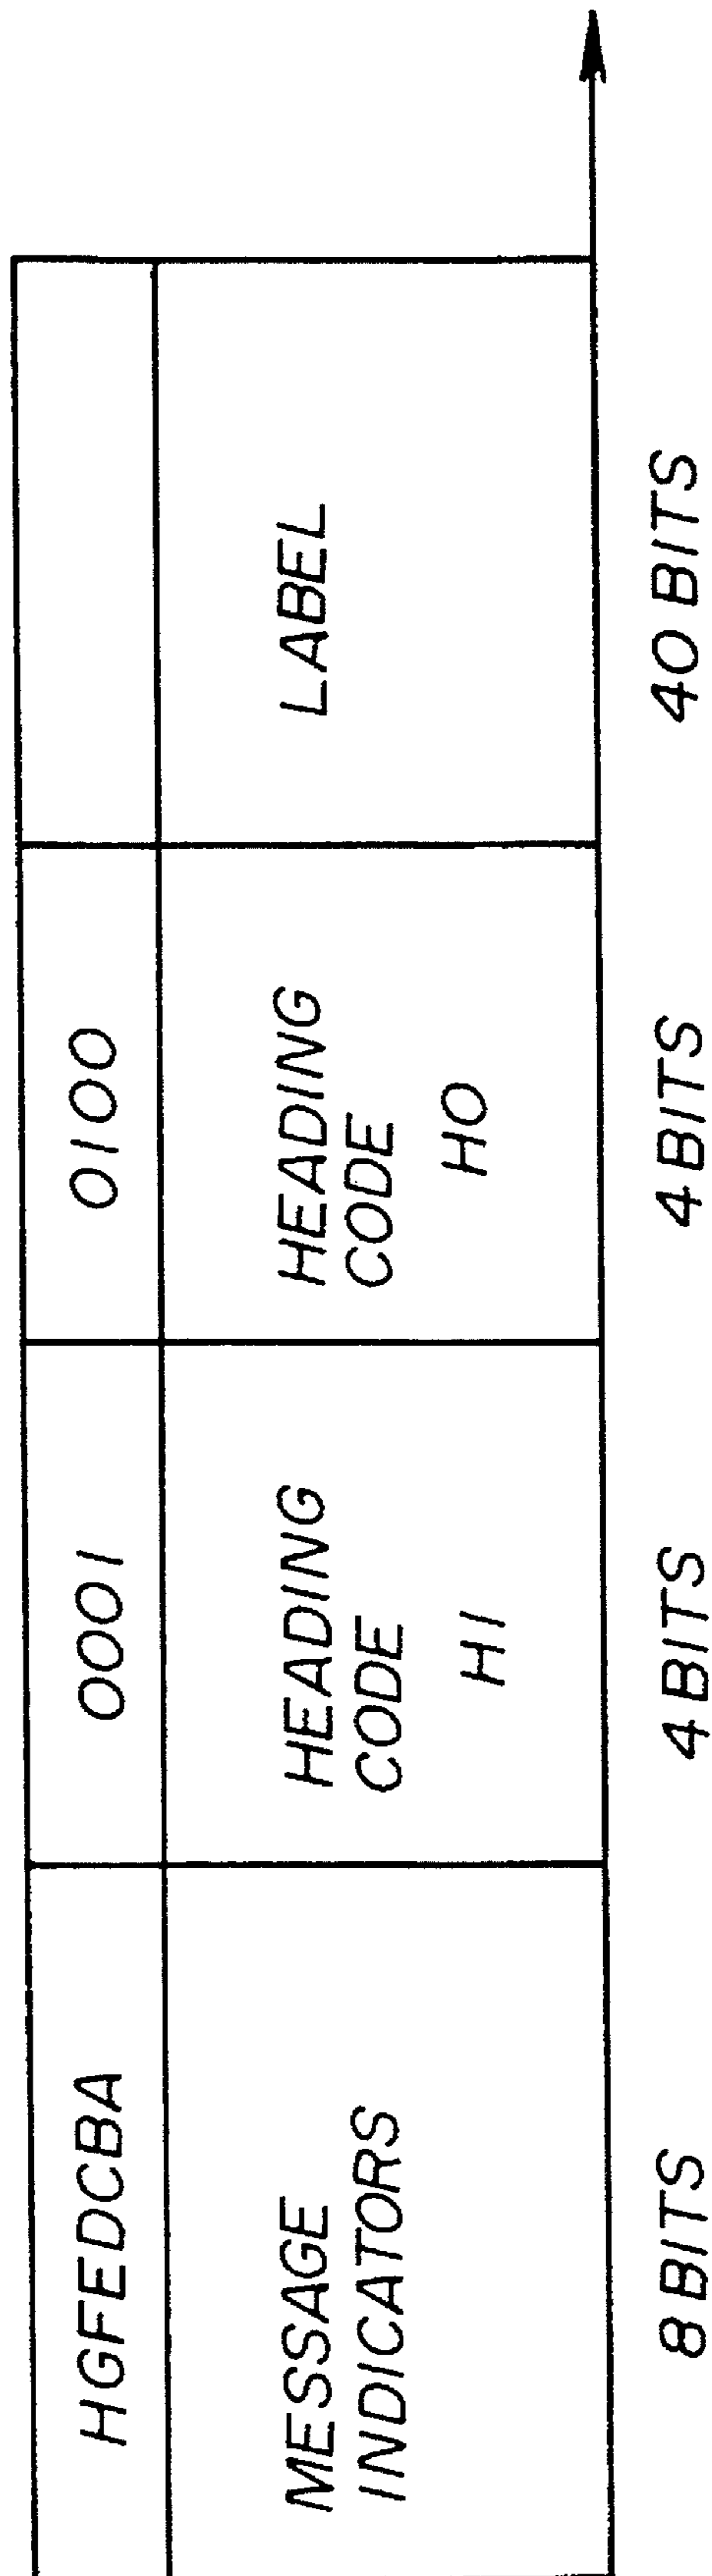 HGFEDCBA
0001
0100
MESSAGE
INDICATORS
HEADING
CODE
H1
HEADING
CODE
H0
LABEL
8 BITS
4 BITS
4 BITS
40 BITS